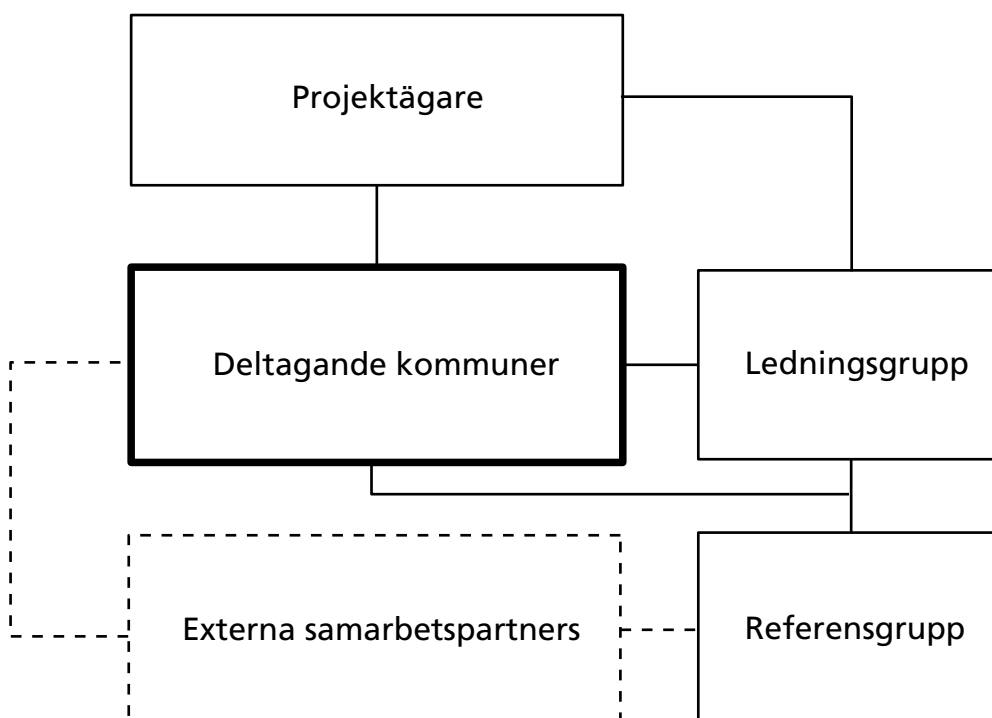 Projektägare
Deltagande kommuner
Ledningsgrupp
Externa samarbetspartners
Referensgrupp